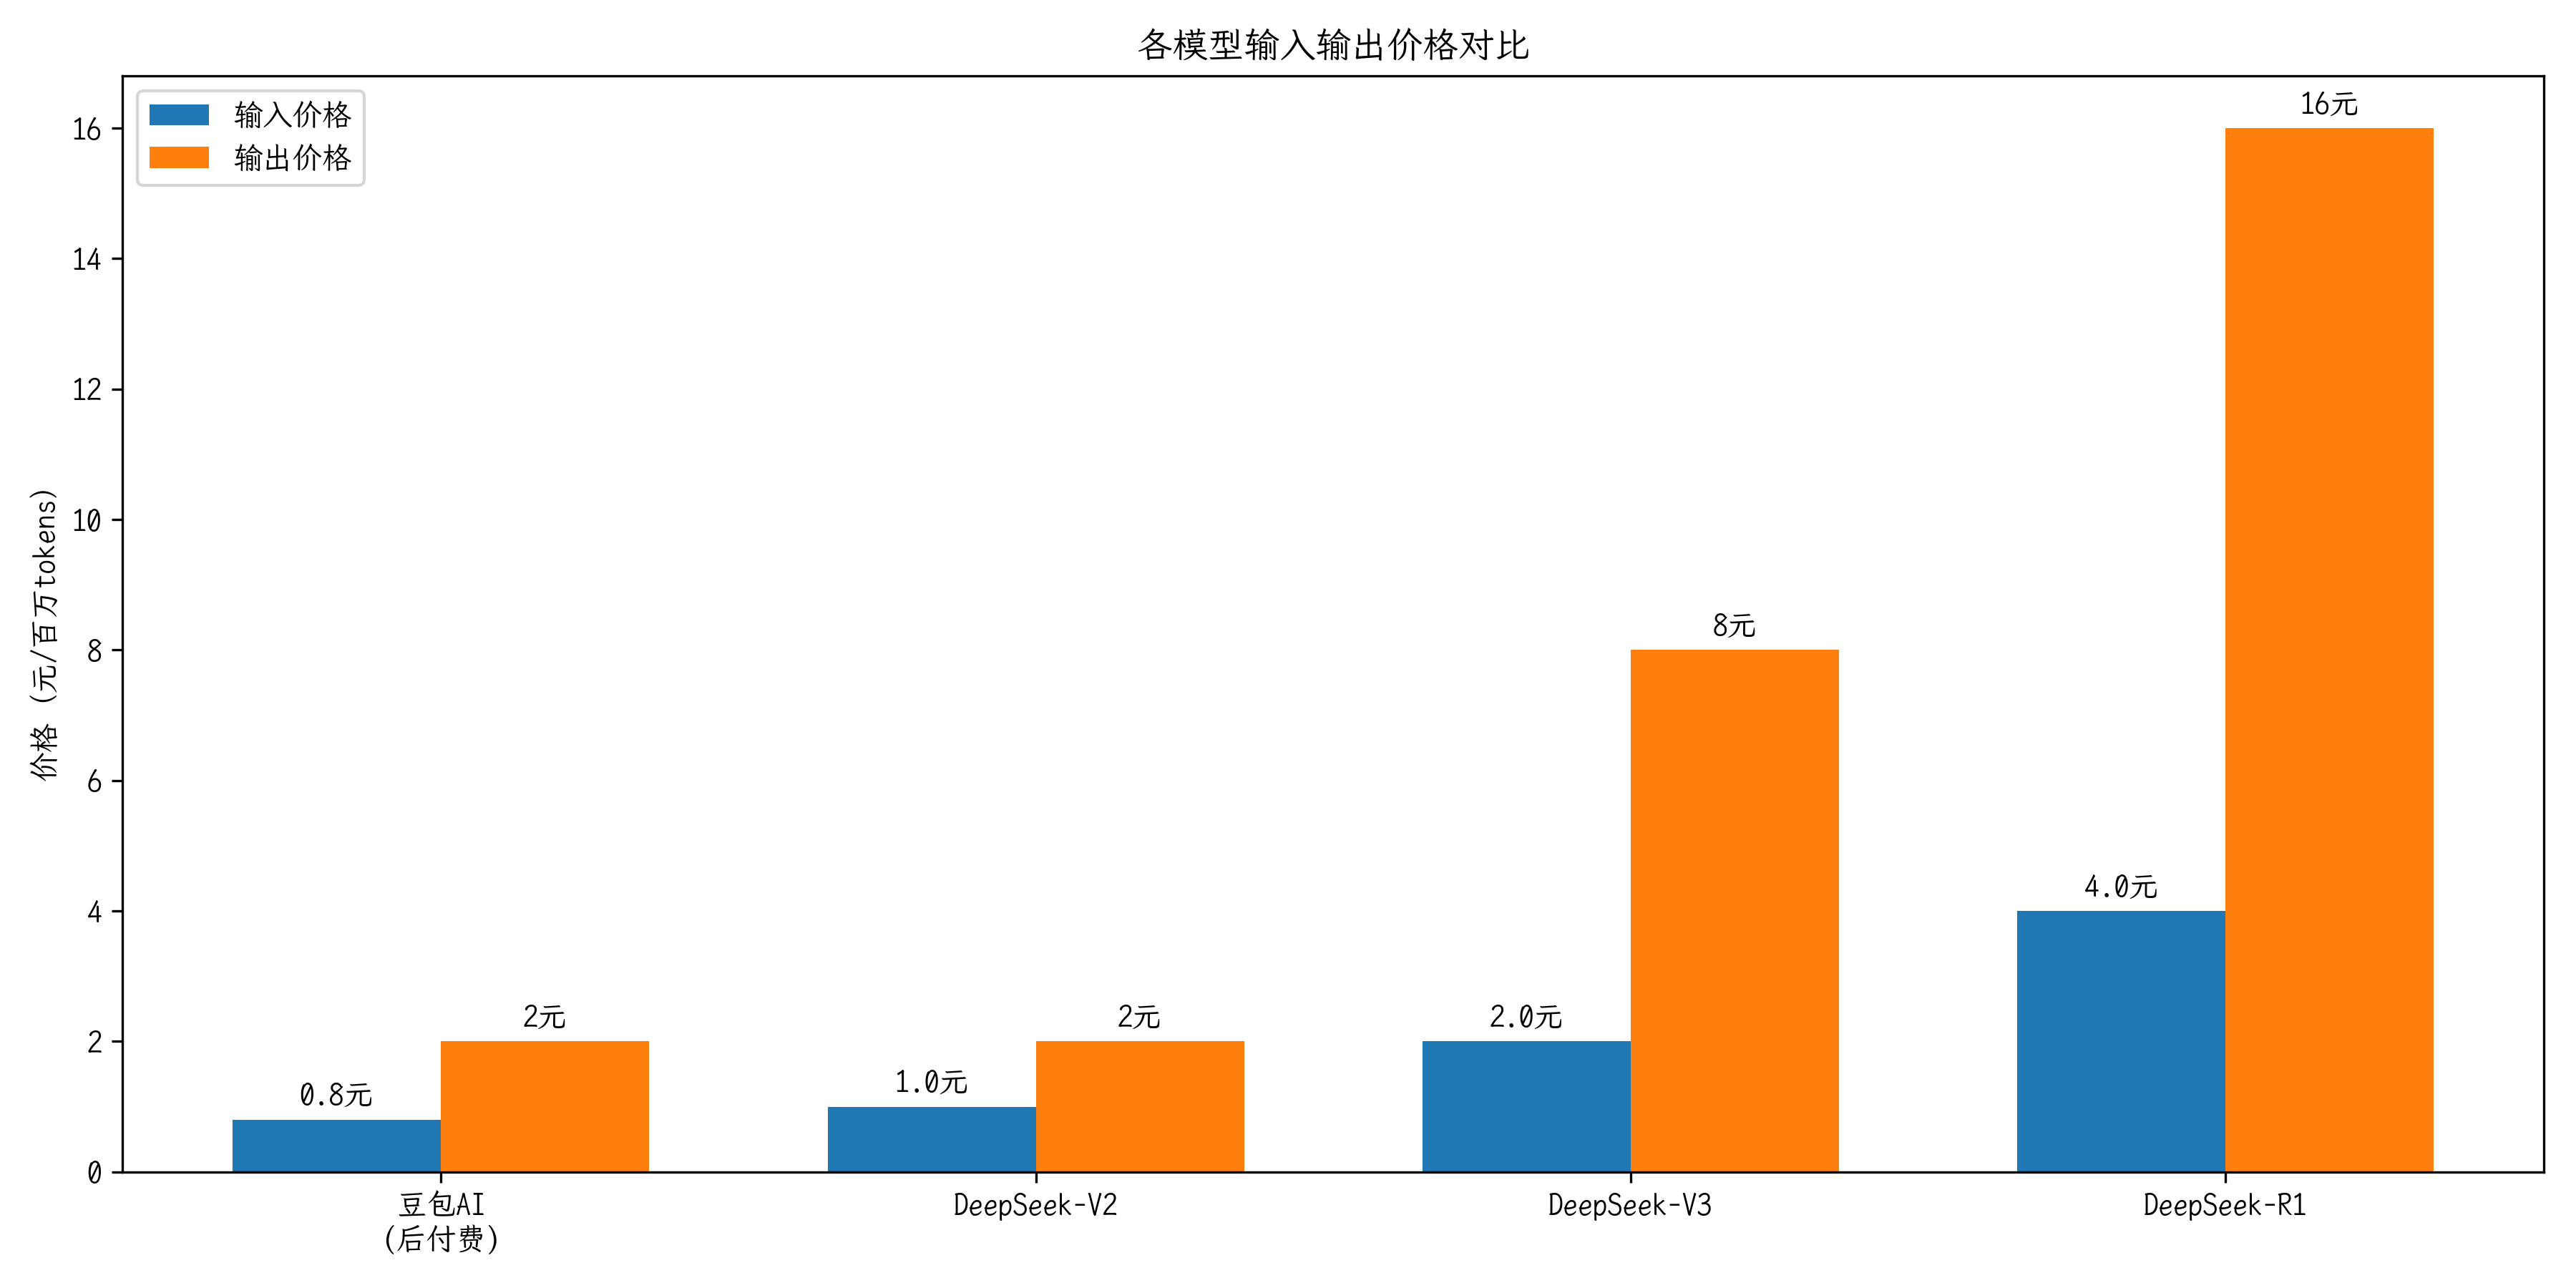 各模型输入输出价格对比
输入价格
输出价格
价格 (元/百万tokens)
16
14
12
10
8
6
4
2
0
0.8元
2元
1.0元
2元
2.0元
8元
4.0元
16元
豆包AI
(后付费)
DeepSeek-V2
DeepSeek-V3
DeepSeek-R1